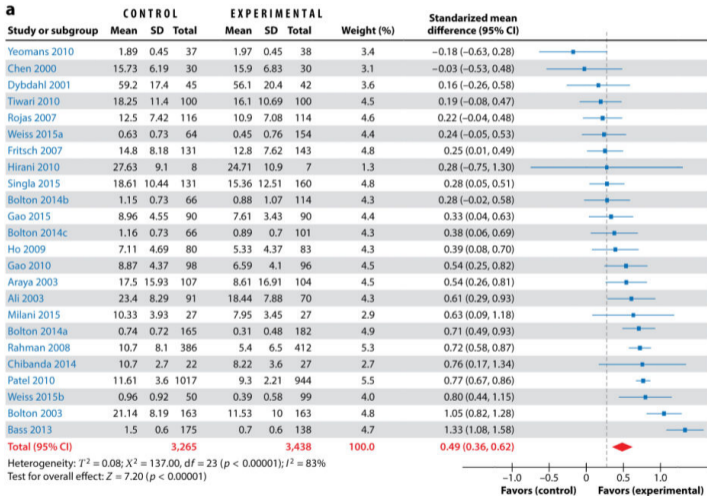 a
CONTROL EXPERIMENTAL
Study or subgroup Mean SD Total Mean SD Total Weight (%) Standarized mean difference (95% CI)
Yeomans 2010 1.89 0.45 37 1.97 0.45 38 3.4 −0.18 (−0.63, 0.28)
Chen 2000 15.73 6.19 30 15.9 6.83 30 3.1 −0.03 (−0.53, 0.48)
Dybdahl 2001 59.2 17.4 45 56.1 20.4 42 3.6 0.16 (−0.26, 0.58)
Tiwari 2010 18.25 11.4 100 16.1 10.69 100 4.5 0.19 (−0.08, 0.47)
Rojas 2007 12.5 7.42 116 10.9 7.08 114 4.6 0.22 (−0.04, 0.48)
Weiss 2015a 0.63 0.73 64 0.45 0.76 154 4.4 0.24 (−0.05, 0.53)
Fritsch 2007 14.8 8.18 131 12.8 7.62 143 4.7 0.25 (0.01, 0.49)
Hirani 2010 27.63 9.1 8 24.71 10.9 7 1.3 0.28 (−0.75, 1.30)
Singla 2015 18.61 10.44 131 15.36 12.51 160 4.8 0.28 (0.05, 0.51)
Bolton 2014b 1.15 0.73 66 0.88 1.07 114 4.3 0.28 (−0.02, 0.58)
Gao 2015 8.96 4.55 90 7.61 3.43 90 4.4 0.33 (0.04, 0.63)
Bolton 2014c 1.16 0.73 66 0.89 0.7 101 4.3 0.38 (0.06, 0.69)
Ho 2009 7.11 4.69 80 5.33 4.37 83 4.3 0.39 (0.08, 0.70)
Gao 2010 8.87 4.37 98 6.59 4.1 96 4.5 0.54 (0.25, 0.82)
Araya 2003 17.5 15.93 107 8.61 16.91 104 4.5 0.54 (0.26, 0.81)
Ali 2003 23.4 8.29 91 18.44 7.88 70 4.3 0.61 (0.29, 0.93)
Milani 2015 10.33 3.93 27 7.95 3.45 27 2.9 0.63 (0.09, 1.18)
Bolton 2014a 0.74 0.72 165 0.31 0.48 182 4.9 0.71 (0.49, 0.93)
Rahman 2008 10.7 8.1 386 5.4 6.5 412 5.3 0.72 (0.58, 0.87)
Chibanda 2014 10.7 2.7 22 8.22 3.6 27 2.7 0.76 (0.17, 1.34)
Patel 2010 11.61 3.6 1017 9.3 2.21 944 5.5 0.77 (0.67, 0.86)
Weiss 2015b 0.96 0.92 50 0.39 0.58 99 4.0 0.80 (0.44, 1.15)
Bolton 2003 21.14 8.19 163 11.53 10 163 4.8 1.05 (0.82, 1.28)
Bass 2013 1.5 0.6 175 0.7 0.6 138 4.7 1.33 (1.08, 1.58)
Total (95% CI) 3,265 3,438 100.0 0.49 (0.36, 0.62)
Heterogeneity: T² = 0.08; X² = 137.00, df = 23 (p < 0.00001); I² = 83%
Test for overall effect: Z = 7.20 (p < 0.00001)
−1.0 −0.5 0 0.5 1.0
Favors (control) Favors (experimental)